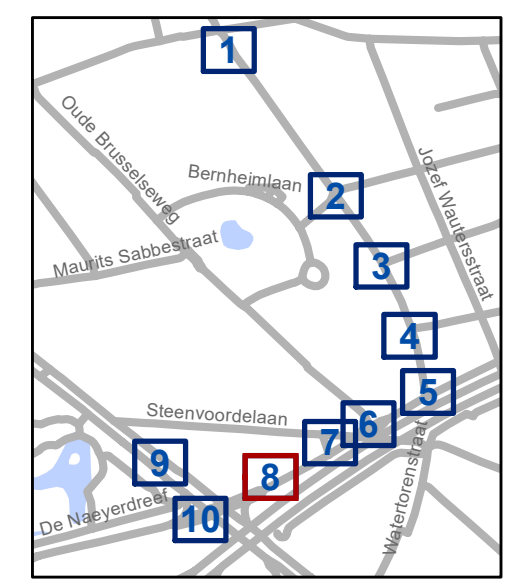 1
Oude Brusselseweg
Bernheimlaan
2
Jozef Wautersstraat
Maurits Sabbestraat
3
4
5
Steenvoordelaan
6
7
9
8
Watertorenstraat
De Naeyerdreef
10